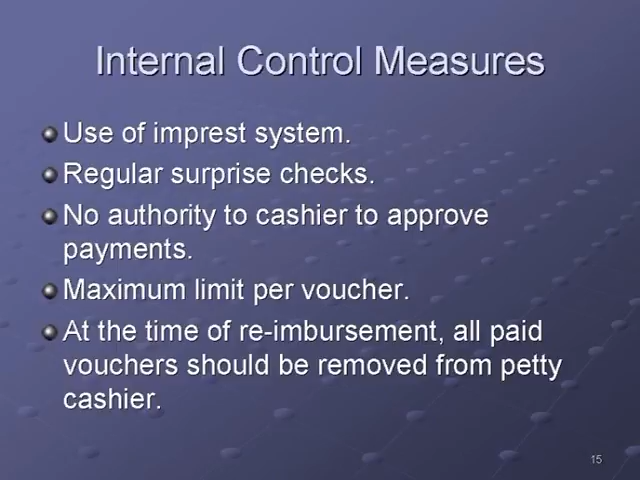 Internal Control Measures
Use of imprest system.
Regular surprise checks.
No authority to cashier to approve
payments.
Maximum limit per voucher.
At the time of re-imbursement, all paid
vouchers should be removed from petty
cashier.
15